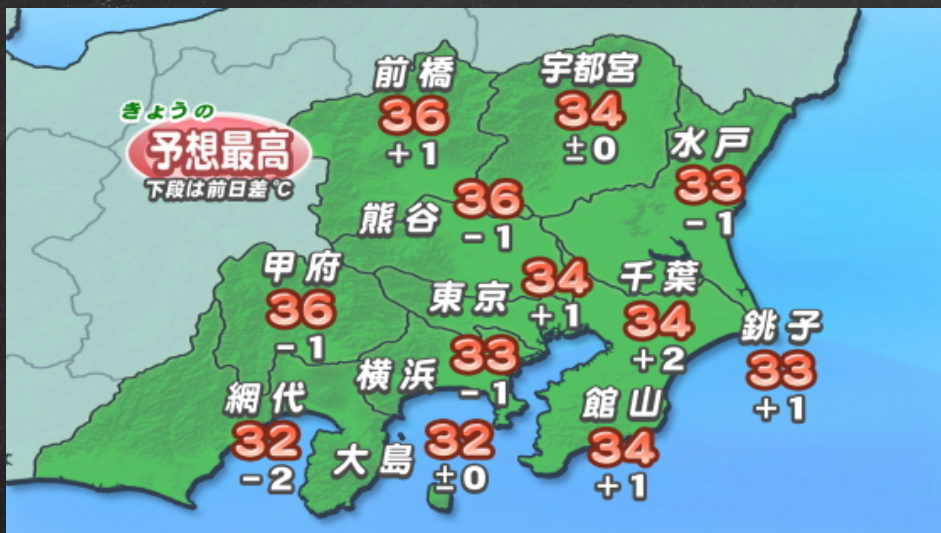 きょうの
予想最高
下段は前日差℃
前橋
36
+1
宇都宮
34
±0
水戸
33
-1
熊谷
36
-1
甲府
36
-1
東京
34
+1
千葉
34
+2
銚子
33
+1
横浜
33
-1
網代
32
-2
大島
32
±0
館山
34
+1